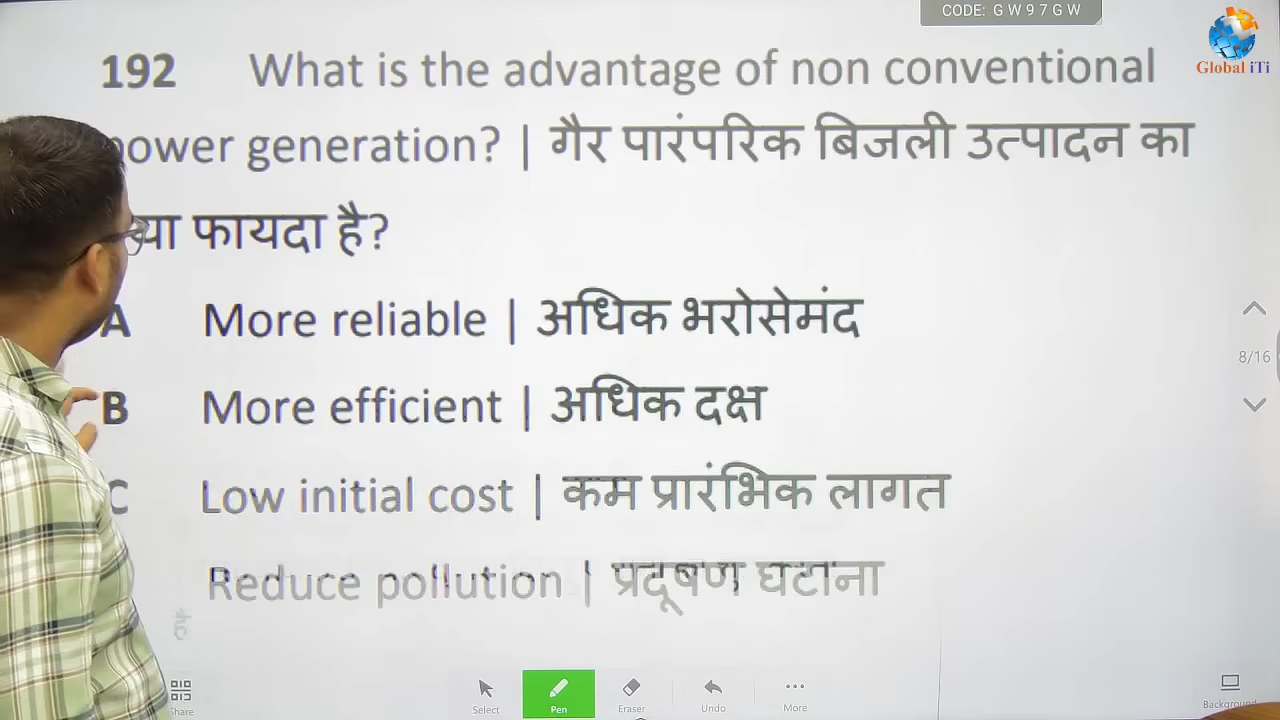 CODE: G W 9 7 G W
Global iTi
192 What is the advantage of non conventional
power generation? | गैर पारंपरिक बिजली उत्पादन का
फायदा है?
A More reliable | अधिक भरोसेमंद
B More efficient | अधिक दक्ष
8/16
C Low initial cost | कम प्रारंभिक लागत
Reduce pollution | प्रदूषण घटाना
Share
Select
Pen
Eraser
Undo
More
Background